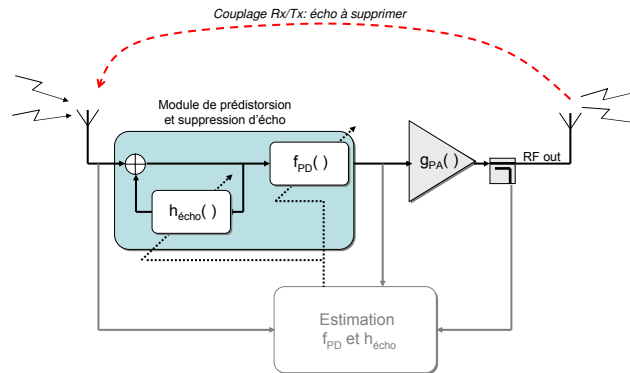 Couplage Rx/Tx: écho à supprimer
Module de prédistorsion
et suppression d'écho
f_PD( )
g_PA( )
RF out
h_écho( )
Estimation
f_PD et h_écho